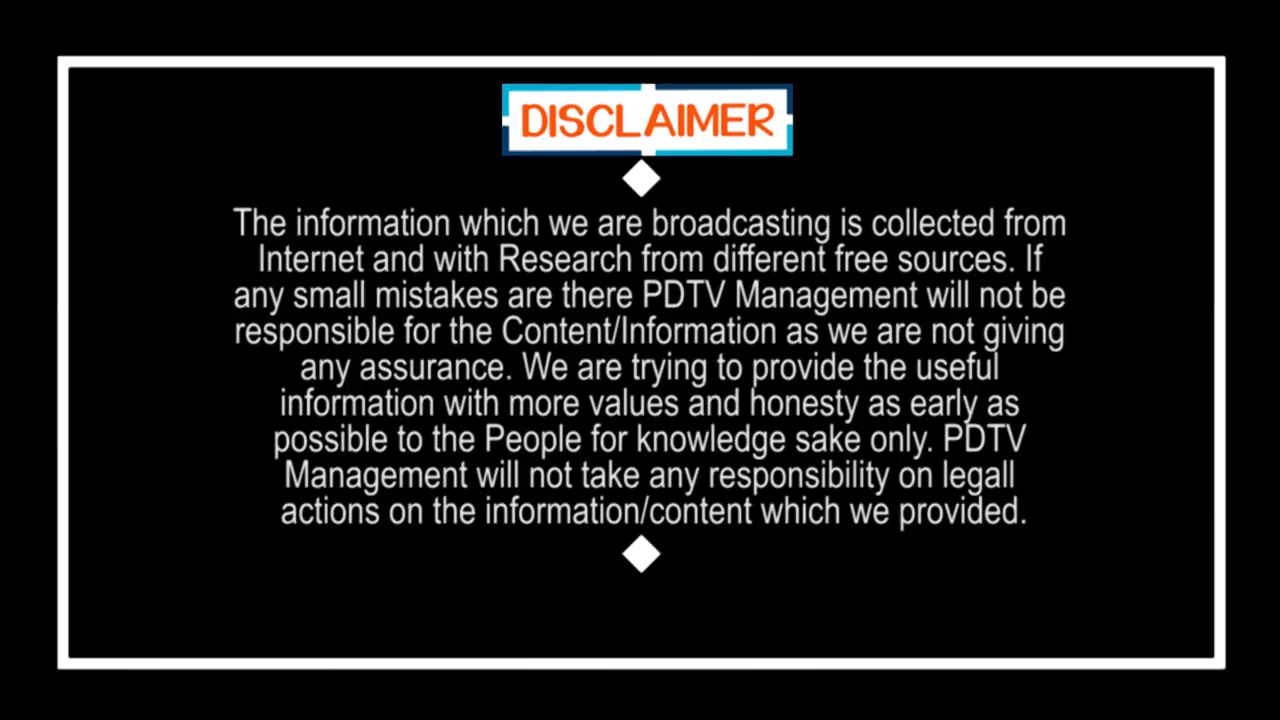 DISCLAIMER
The information which we are broadcasting is collected from
Internet and with Research from different free sources. If
any small mistakes are there PDTV Management will not be
responsible for the Content/Information as we are not giving
any assurance. We are trying to provide the useful
information with more values and honesty as early as
possible to the People for knowledge sake only. PDTV
Management will not take any responsibility on legall
actions on the information/content which we provided.